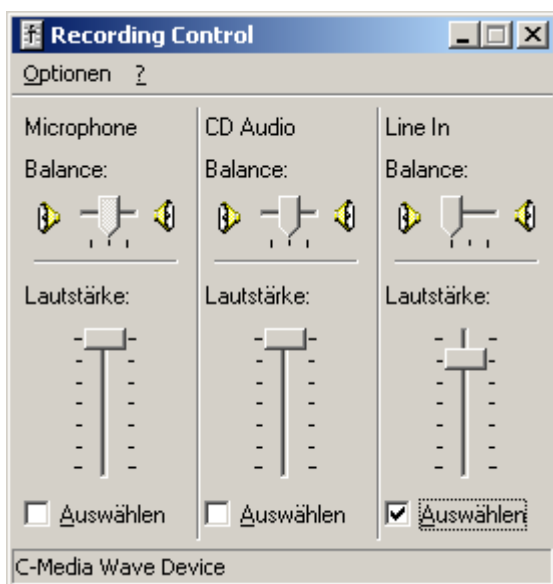 Recording Control
Optionen ?
Microphone
Balance:
Lautstärke:
Auswählen
CD Audio
Balance:
Lautstärke:
Auswählen
Line In
Balance:
Lautstärke:
Auswählen
C-Media Wave Device